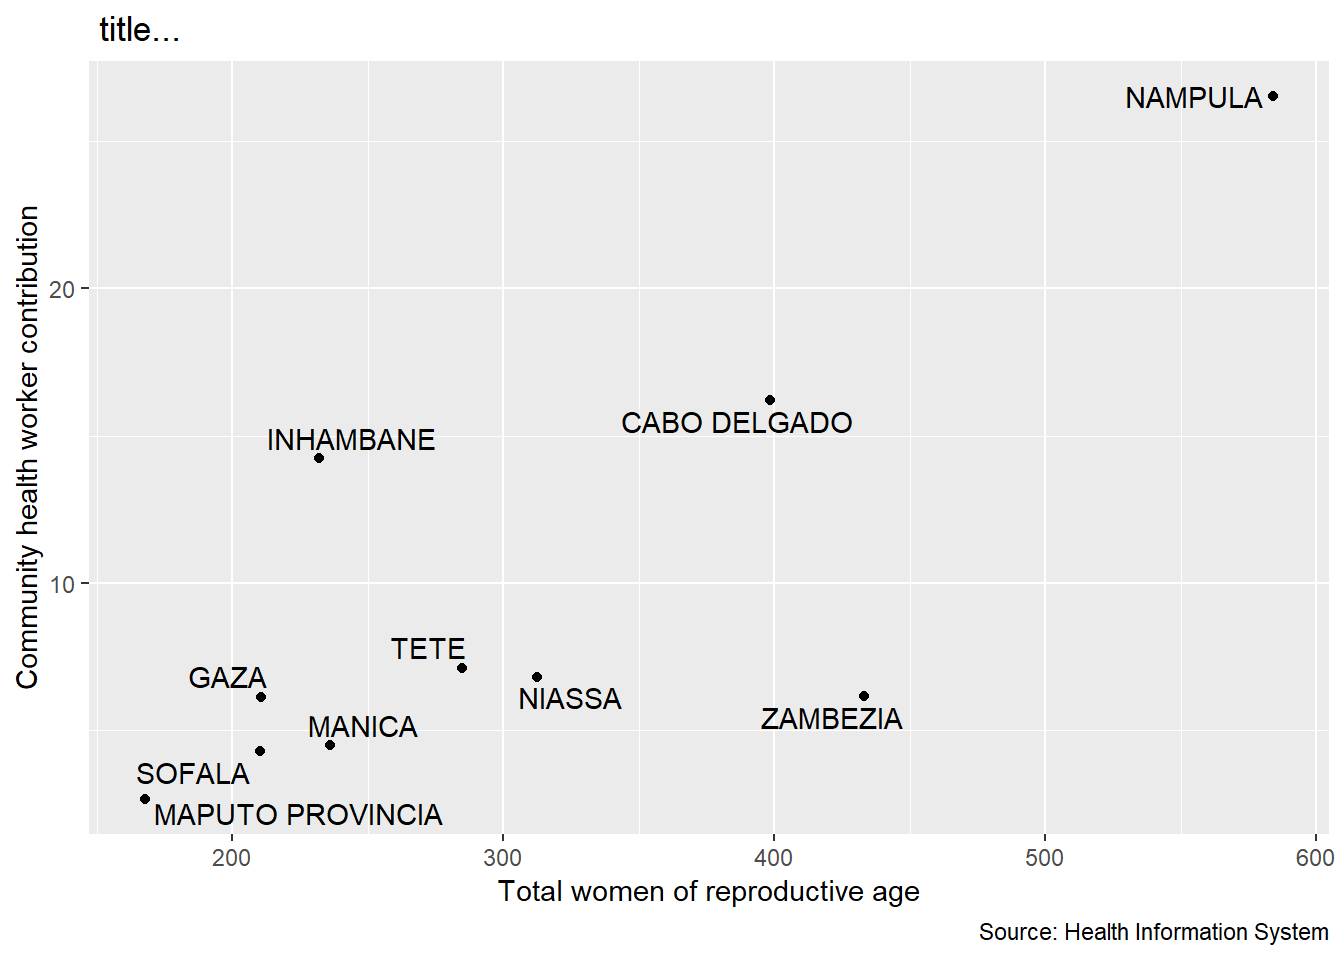 title...
NAMPULA
20
CABO DELGADO
INHAMBANE
10
TETE
GAZA
NIASSA
ZAMBEZIA
MANICA
SOFALA
MAPUTO PROVINCIA
Community health worker contribution
200 300 400 500 600
Total women of reproductive age
Source: Health Information System